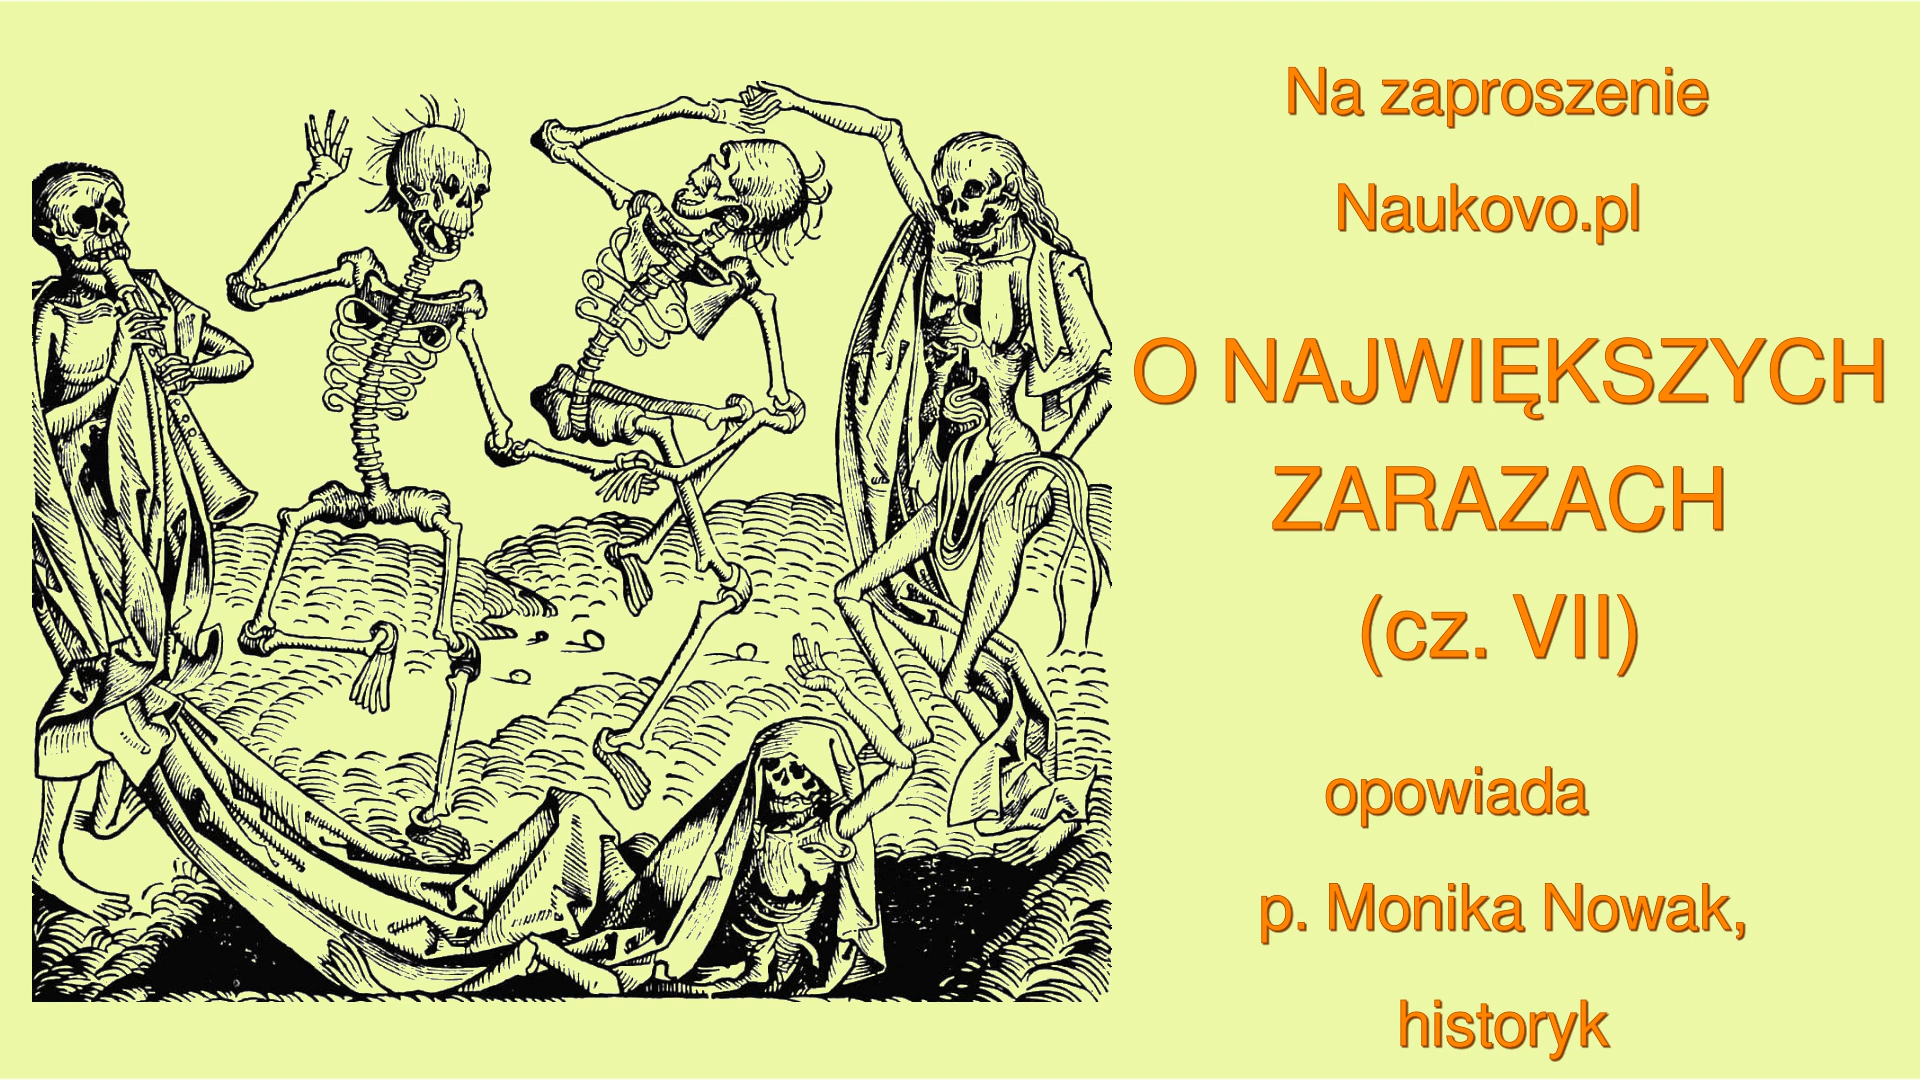 Na zaproszenie
Naukovo.pl
O NAJWIĘKSZYCH
ZARAZACH
(cz. VII)
opowiada
p. Monika Nowak,
historyk